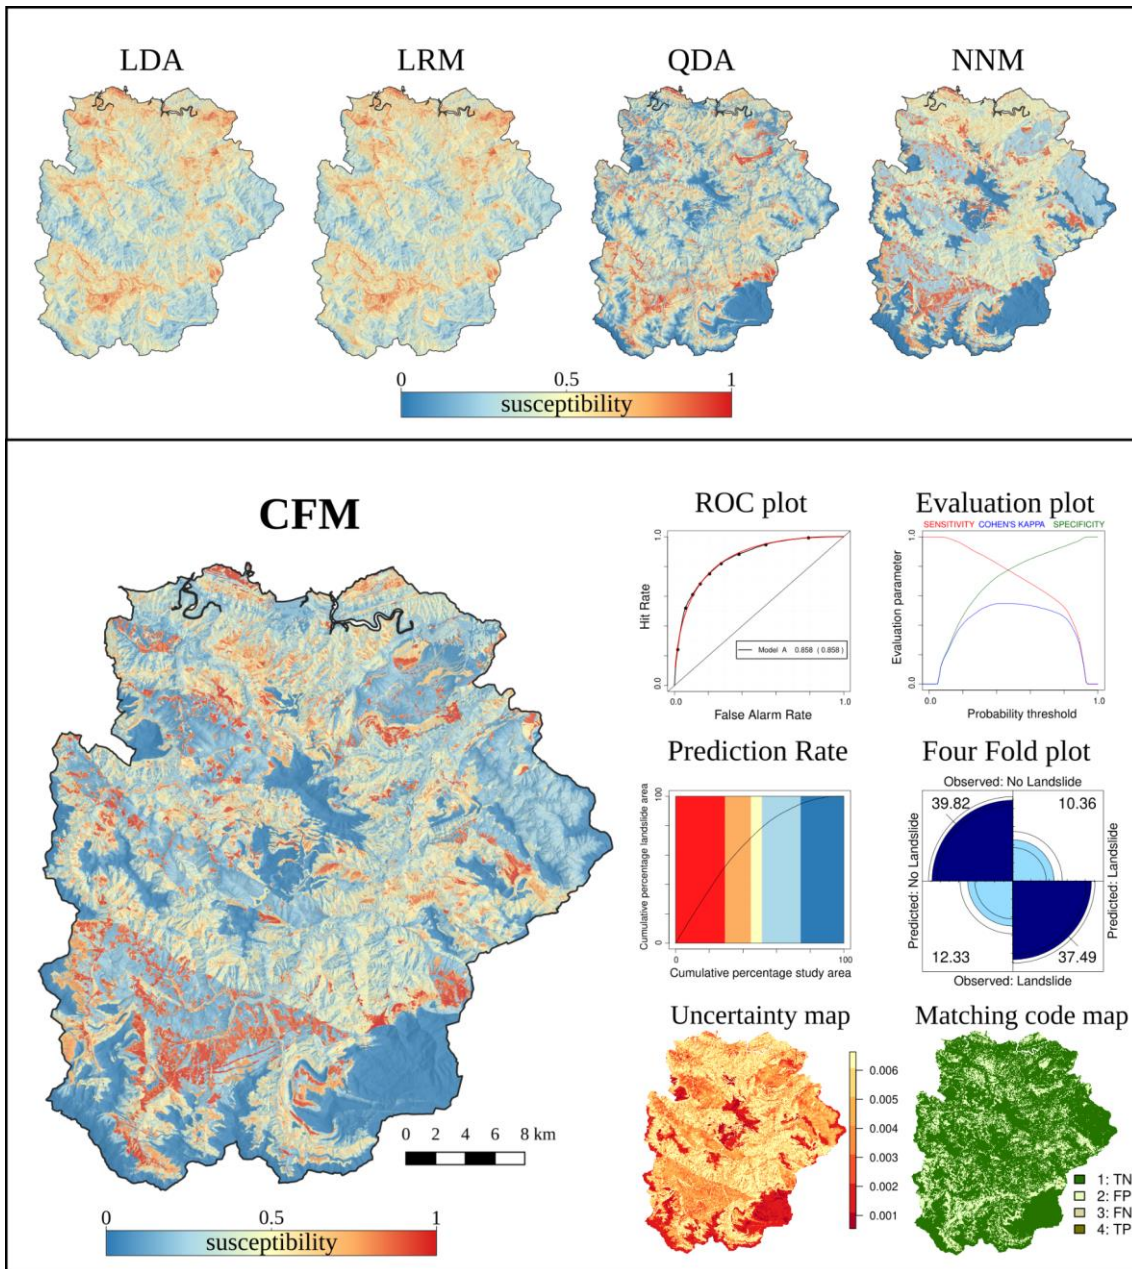 LDA LRM QDA NNM
0 0.5 1
susceptibility
CFM
0 2 4 6 8 km
0 0.5 1
susceptibility
ROC plot
Hit Rate
1.0
0.0
Model A 0.858 ( 0.858 )
0.0 1.0
False Alarm Rate
Evaluation plot
SENSITIVITY COHEN'S KAPPA SPECIFICITY
Evaluation parameter
1.0
0.0
0.0 1.0
Probability threshold
Prediction Rate
Cumulative percentage landslide area
100
0
0 100
Cumulative percentage study area
Four Fold plot
Observed: No Landslide
39.82 10.36
Predicted: No Landslide
Predicted: Landslide
12.33 37.49
Observed: Landslide
Uncertainty map
0.006
0.005
0.004
0.003
0.002
0.001
Matching code map
1: TN
2: FP
3: FN
4: TP